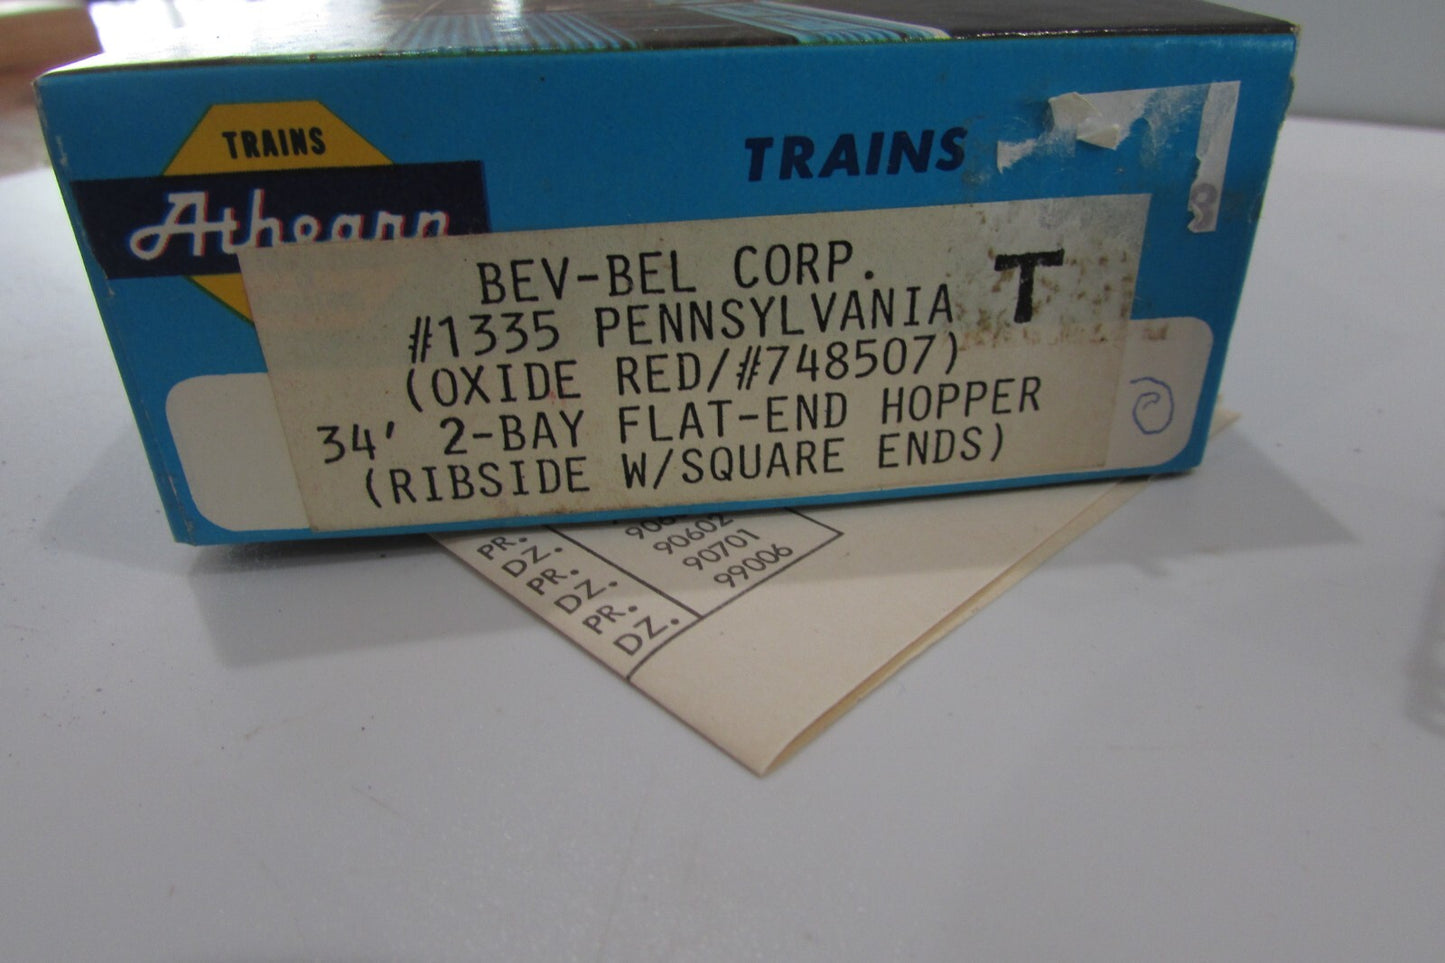 TRAINS
Athearn
TRAINS
8
BEV-BEL CORP.
#1335 PENNSYLVANIA T
(OXIDE RED/#748507)
34' 2-BAY FLAT-END HOPPER
(RIBSIDE W/SQUARE ENDS)
PR.
DZ. 90602
PR. 90701
DZ. 99006
PR.
DZ.